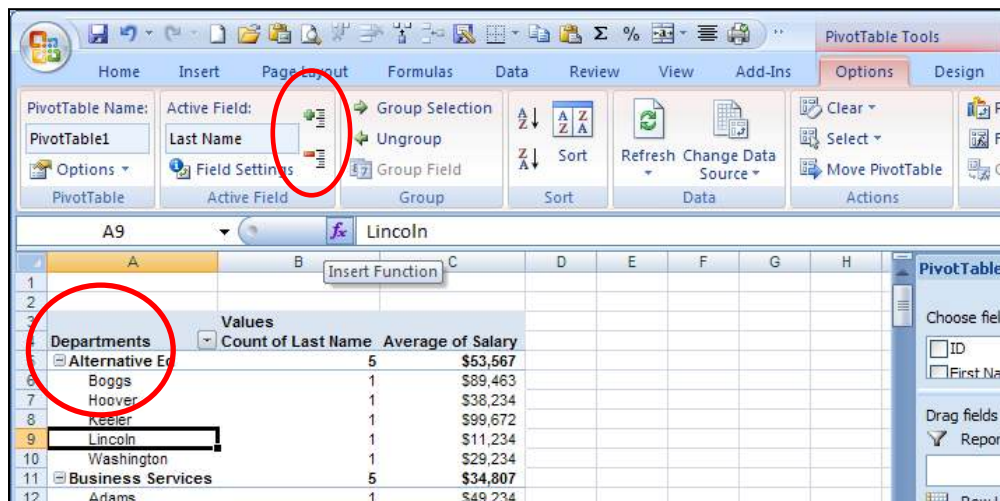 PivotTable Tools
Home Insert Page Layout Formulas Data Review View Add-Ins Options Design
PivotTable Name: Active Field: Group Selection Clear
PivotTable1 Last Name Ungroup Sort Refresh Change Data Source Select
Options Field Settings Group Field Move PivotTable
PivotTable Active Field Group Sort Data Actions
A9 fx Lincoln
Insert Function
A B C D E F G H PivotTable
1
2
3 Values Choose fiel
4 Departments Count of Last Name Average of Salary
5 Alternative Ed 5 $53,567 ID
6 Boggs 1 $89,463 First Na
7 Hoover 1 $38,234
8 Keeler 1 $99,672 Drag fields
9 Lincoln 1 $11,234 Repor
10 Washington 1 $29,234
11 Business Services 5 $34,807
12 Adams 1 $49,234